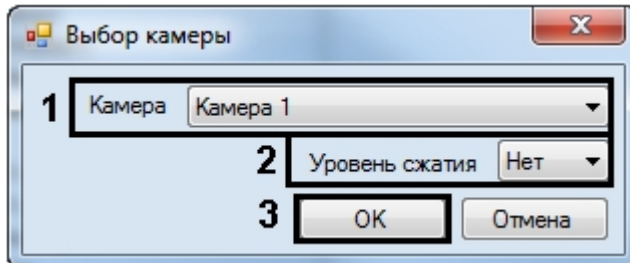 Выбор камеры
1 Камера Камера 1
2 Уровень сжатия Нет
3 OK Отмена